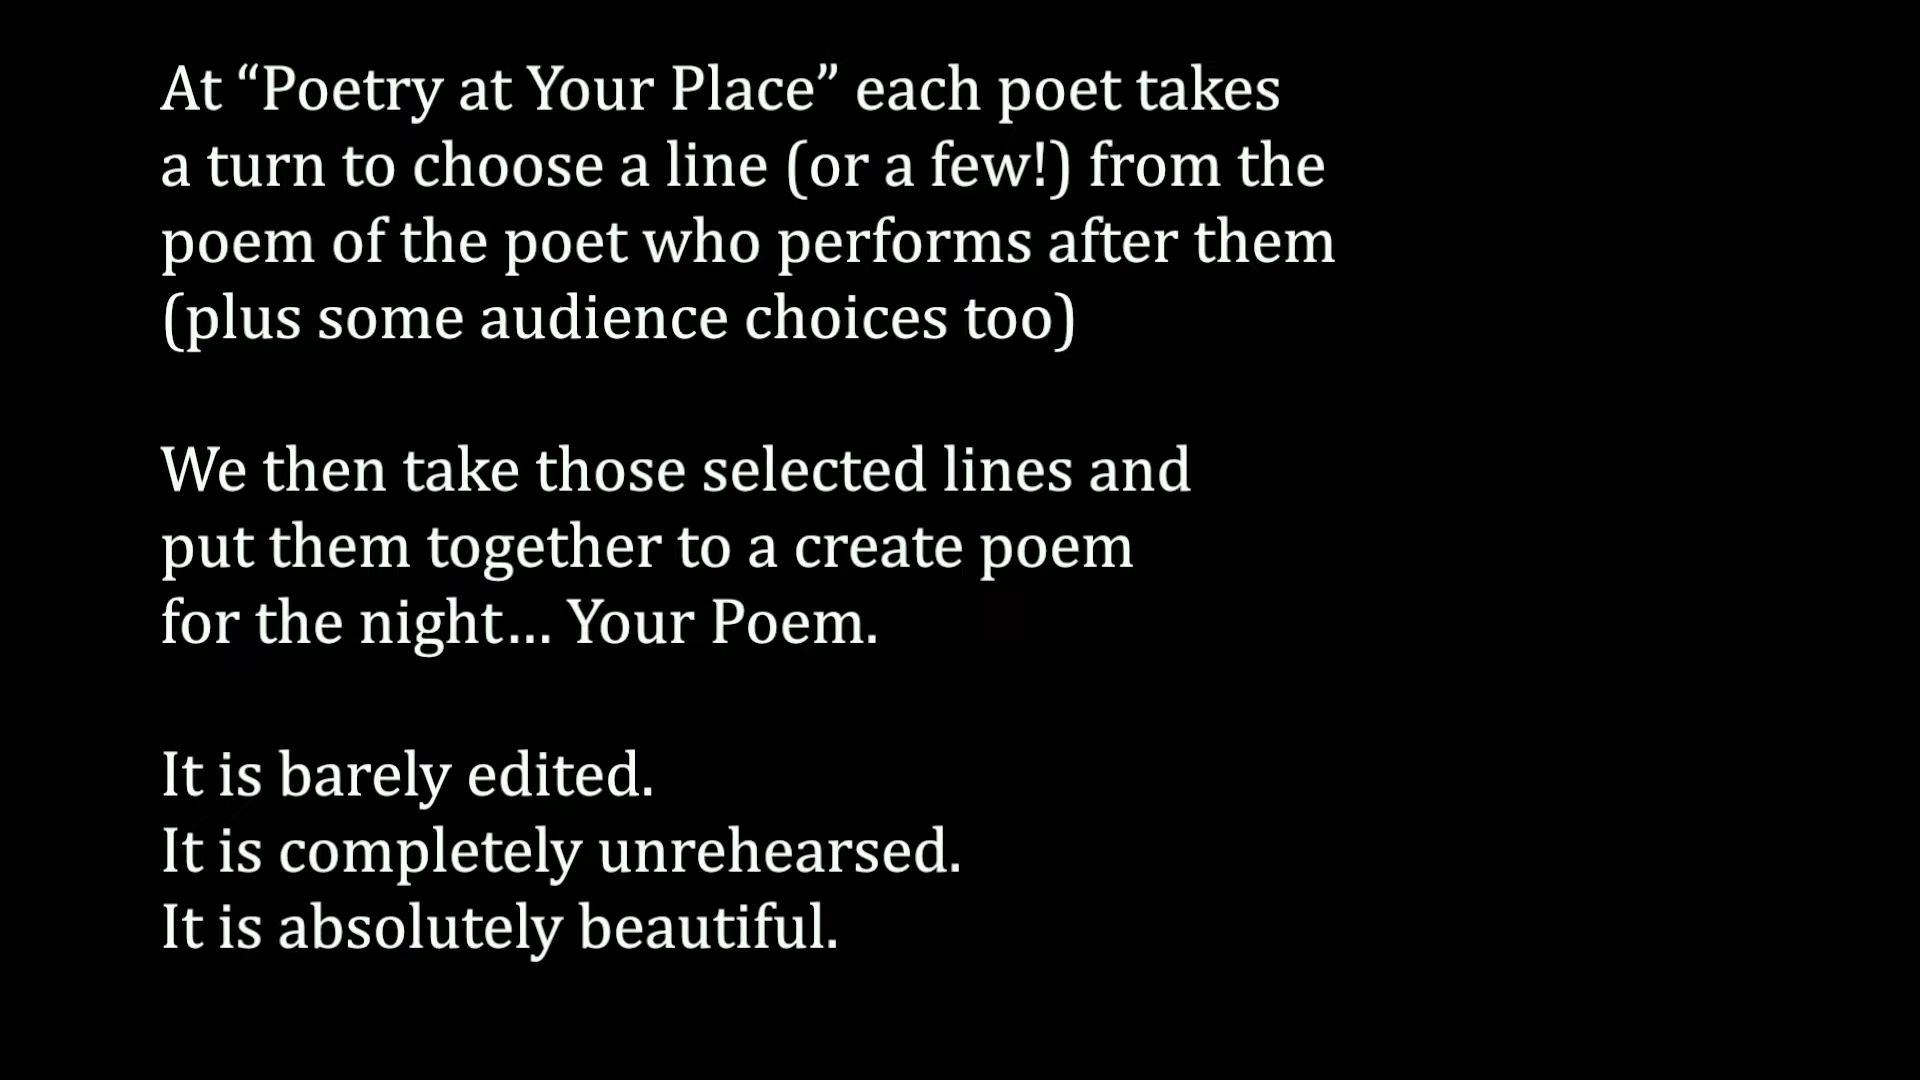 At “Poetry at Your Place” each poet takes
a turn to choose a line (or a few!) from the
poem of the poet who performs after them
(plus some audience choices too)
We then take those selected lines and
put them together to a create poem
for the night... Your Poem.
It is barely edited.
It is completely unrehearsed.
It is absolutely beautiful.